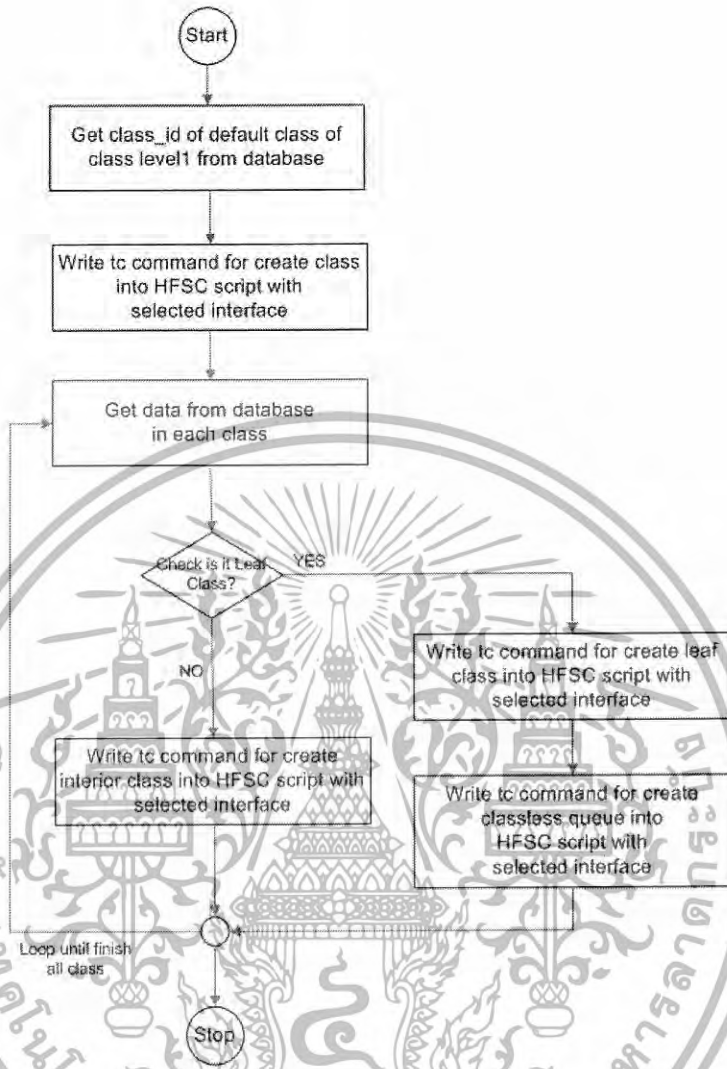 Start
Get class_id of default class of
class level1 from database
Write tc command for create class
into HFSC script with
selected interface
Get data from database
in each class
Check is it Leaf
Class?
YES
NO
Write tc command for create leaf
class into HFSC script with
selected interface
Write tc command for create
interior class into HFSC script with
selected interface
Write tc command for create
classless queue into
HFSC script with
selected interface
Loop until finish
all class
Stop